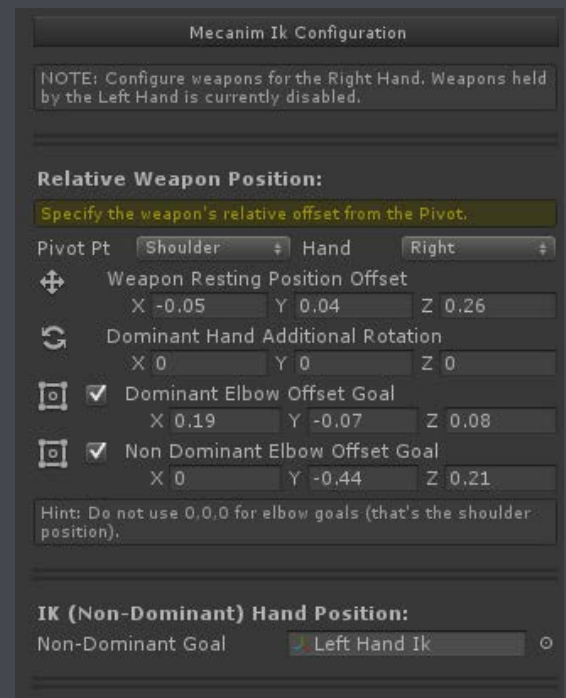 Mecanim Ik Configuration
NOTE: Configure weapons for the Right Hand. Weapons held
by the Left Hand is currently disabled.
Relative Weapon Position:
Specify the weapon's relative offset from the Pivot.
Pivot Pt Shoulder Hand Right
Weapon Resting Position Offset
X -0.05 Y 0.04 Z 0.26
Dominant Hand Additional Rotation
X 0 Y 0 Z 0
Dominant Elbow Offset Goal
X 0.19 Y -0.07 Z 0.08
Non Dominant Elbow Offset Goal
X 0 Y -0.44 Z 0.21
Hint: Do not use 0,0,0 for elbow goals (that's the shoulder
position).
IK (Non-Dominant) Hand Position:
Non-Dominant Goal Left Hand Ik